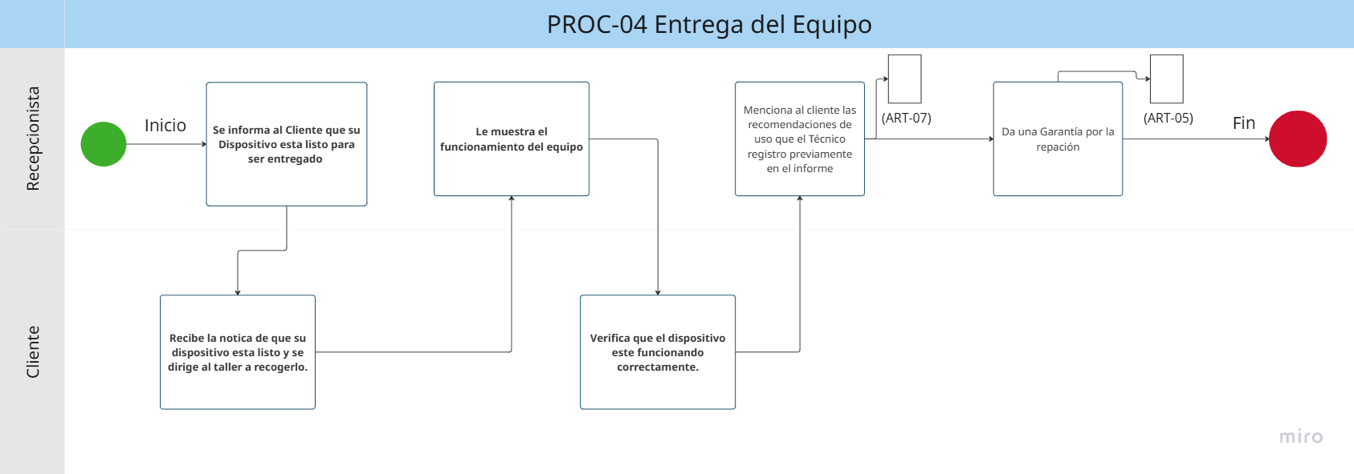 PROC-04 Entrega del Equipo
Recepcionista
Inicio
Se informa al Cliente que su
Dispositivo esta listo para
ser entregado
Le muestra el
funcionamiento del equipo
Menciona al cliente las
recomendaciones de
uso que el Técnico
registro previamente
en el informe
(ART-07)
Da una Garantía por la
repación
(ART-05)
Fin
Cliente
Recibe la notica de que su
dispositivo esta listo y se
dirige al taller a recogerlo.
Verifica que el dispositivo
este funcionando
correctamente.
miro